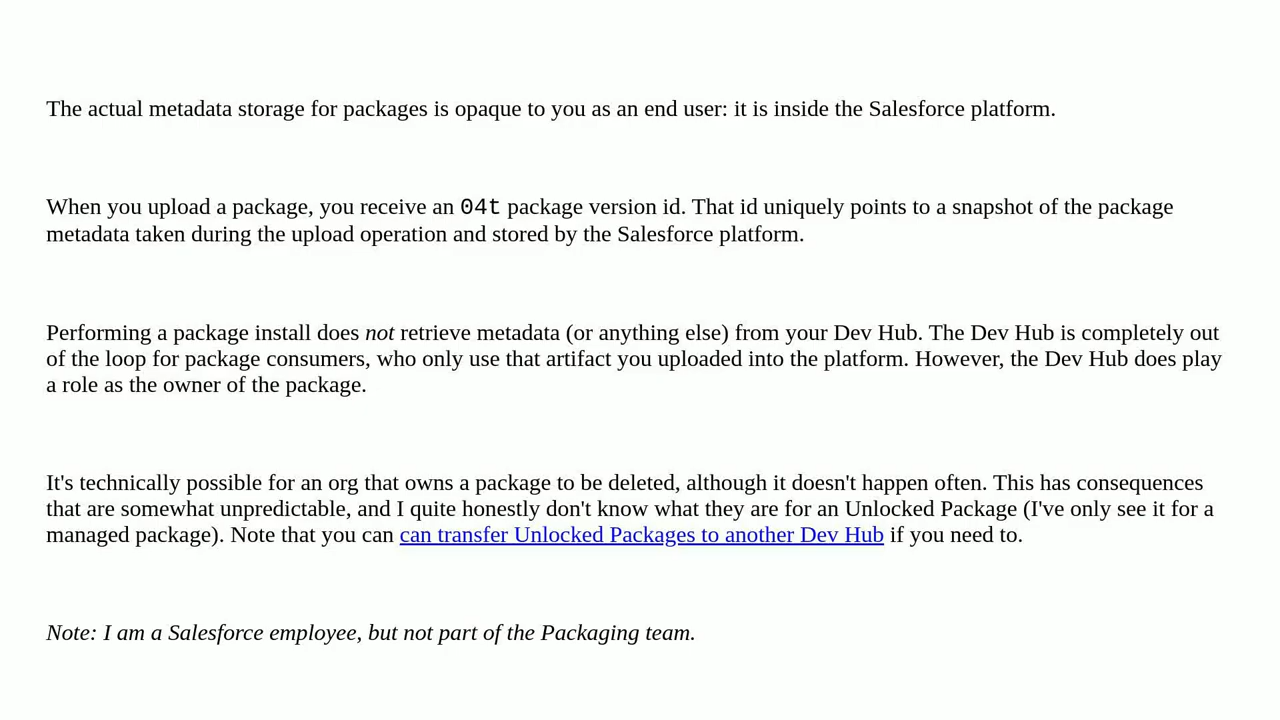 The actual metadata storage for packages is opaque to you as an end user: it is inside the Salesforce platform.
When you upload a package, you receive an 04t package version id. That id uniquely points to a snapshot of the package
metadata taken during the upload operation and stored by the Salesforce platform.
Performing a package install does not retrieve metadata (or anything else) from your Dev Hub. The Dev Hub is completely out
of the loop for package consumers, who only use that artifact you uploaded into the platform. However, the Dev Hub does play
a role as the owner of the package.
It's technically possible for an org that owns a package to be deleted, although it doesn't happen often. This has consequences
that are somewhat unpredictable, and I quite honestly don't know what they are for an Unlocked Package (I've only see it for a
managed package). Note that you can can transfer Unlocked Packages to another Dev Hub if you need to.
Note: I am a Salesforce employee, but not part of the Packaging team.